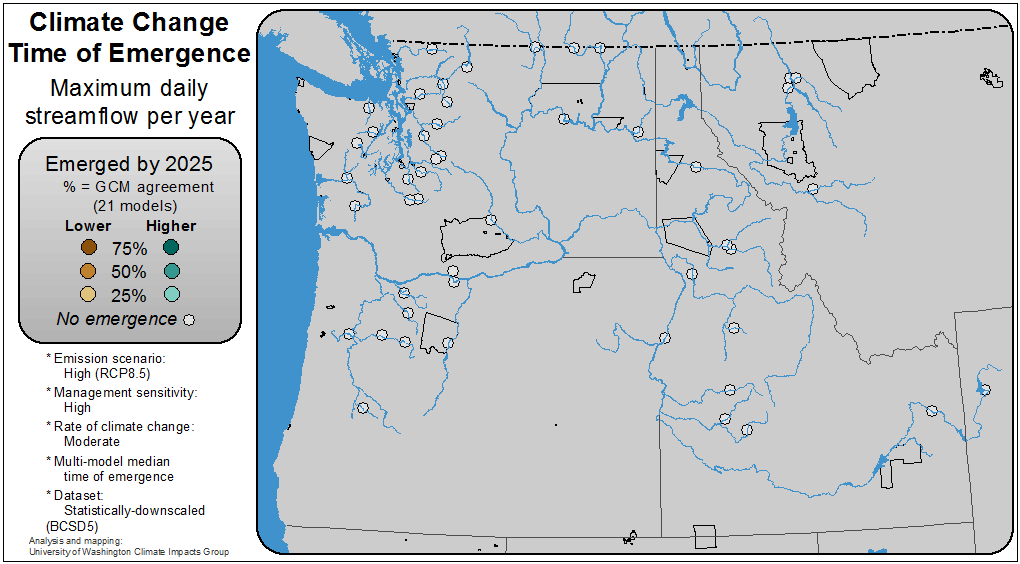 Climate Change
Time of Emergence
Maximum daily
streamflow per year
Emerged by 2025
% = GCM agreement
(21 models)
Lower Higher
75%
50%
25%
No emergence
* Emission scenario:
High (RCP8.5)
* Management sensitivity:
High
* Rate of climate change:
Moderate
* Multi-model median
time of emergence
* Dataset:
Statistically-downscaled
(BCSD5)
Analysis and mapping:
University of Washington Climate Impacts Group